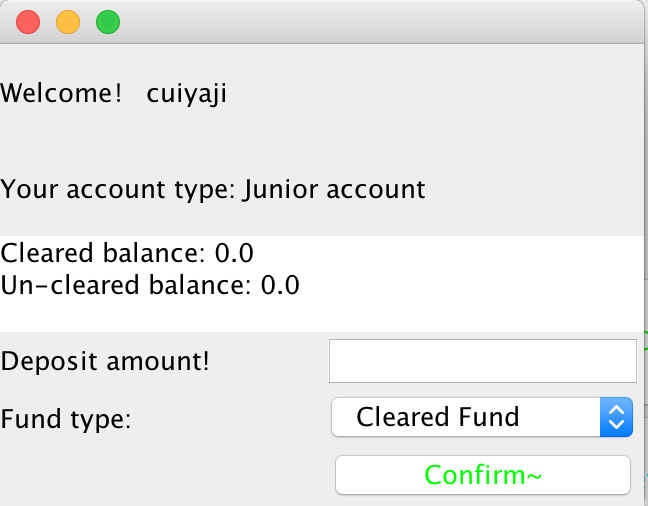 Welcome! cuiyaji
Your account type: Junior account
Cleared balance: 0.0
Un-cleared balance: 0.0
Deposit amount!
Fund type: Cleared Fund
Confirm~